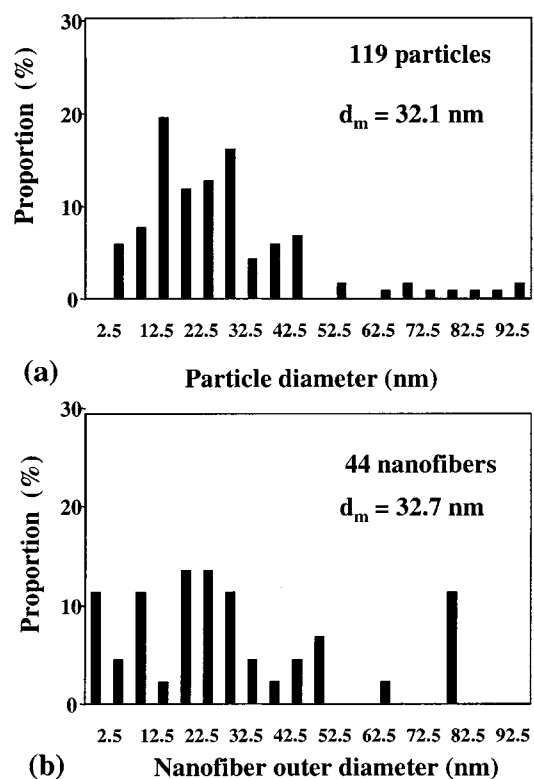 30
20
10
0
Proportion (%)
119 particles
dm = 32.1 nm
2.5 12.5 22.5 32.5 42.5 52.5 62.5 72.5 82.5 92.5
(a) Particle diameter (nm)
30
20
10
0
Proportion (%)
44 nanofibers
dm = 32.7 nm
2.5 12.5 22.5 32.5 42.5 52.5 62.5 72.5 82.5 92.5
(b) Nanofiber outer diameter (nm)